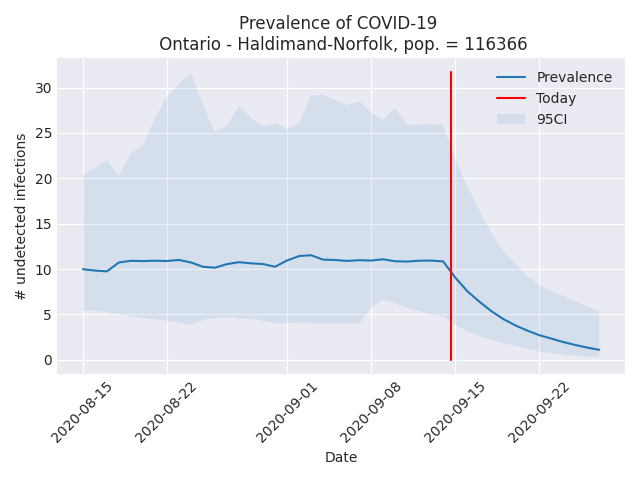 Prevalence of COVID-19
Ontario - Haldimand-Norfolk, pop. = 116366
Prevalence
Today
95CI
# undetected infections
30
25
20
15
10
5
0
2020-08-15
2020-08-22
2020-09-01
2020-09-08
2020-09-15
2020-09-22
Date